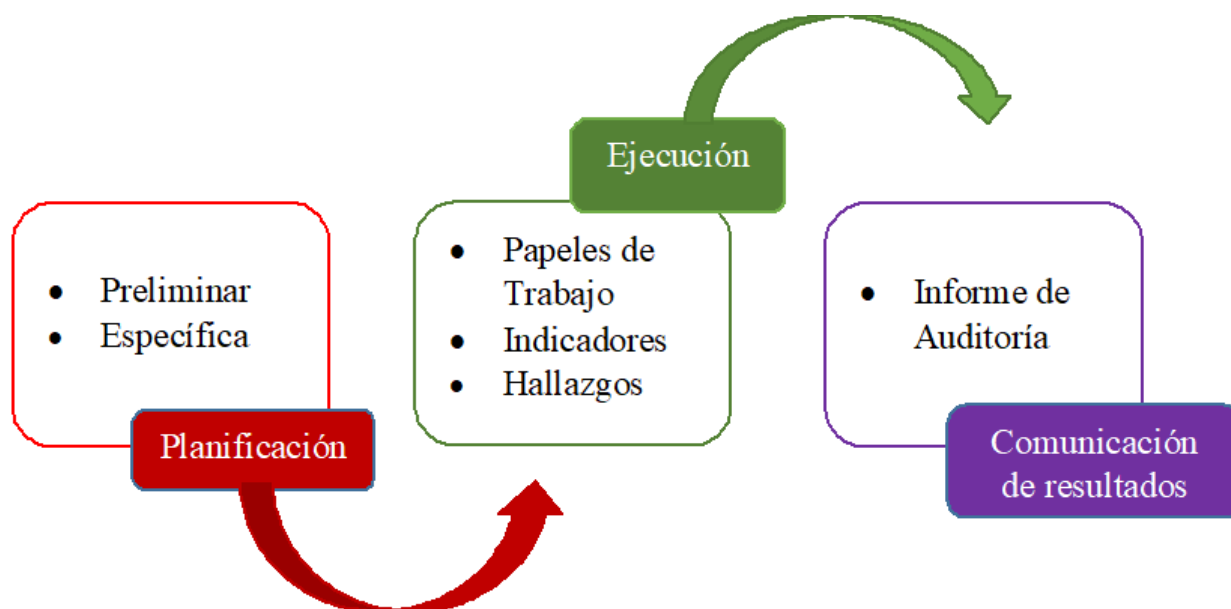 • Preliminar
• Específica
Planificación
Ejecución
• Papeles de
Trabajo
• Indicadores
• Hallazgos
• Informe de
Auditoría
Comunicación
de resultados